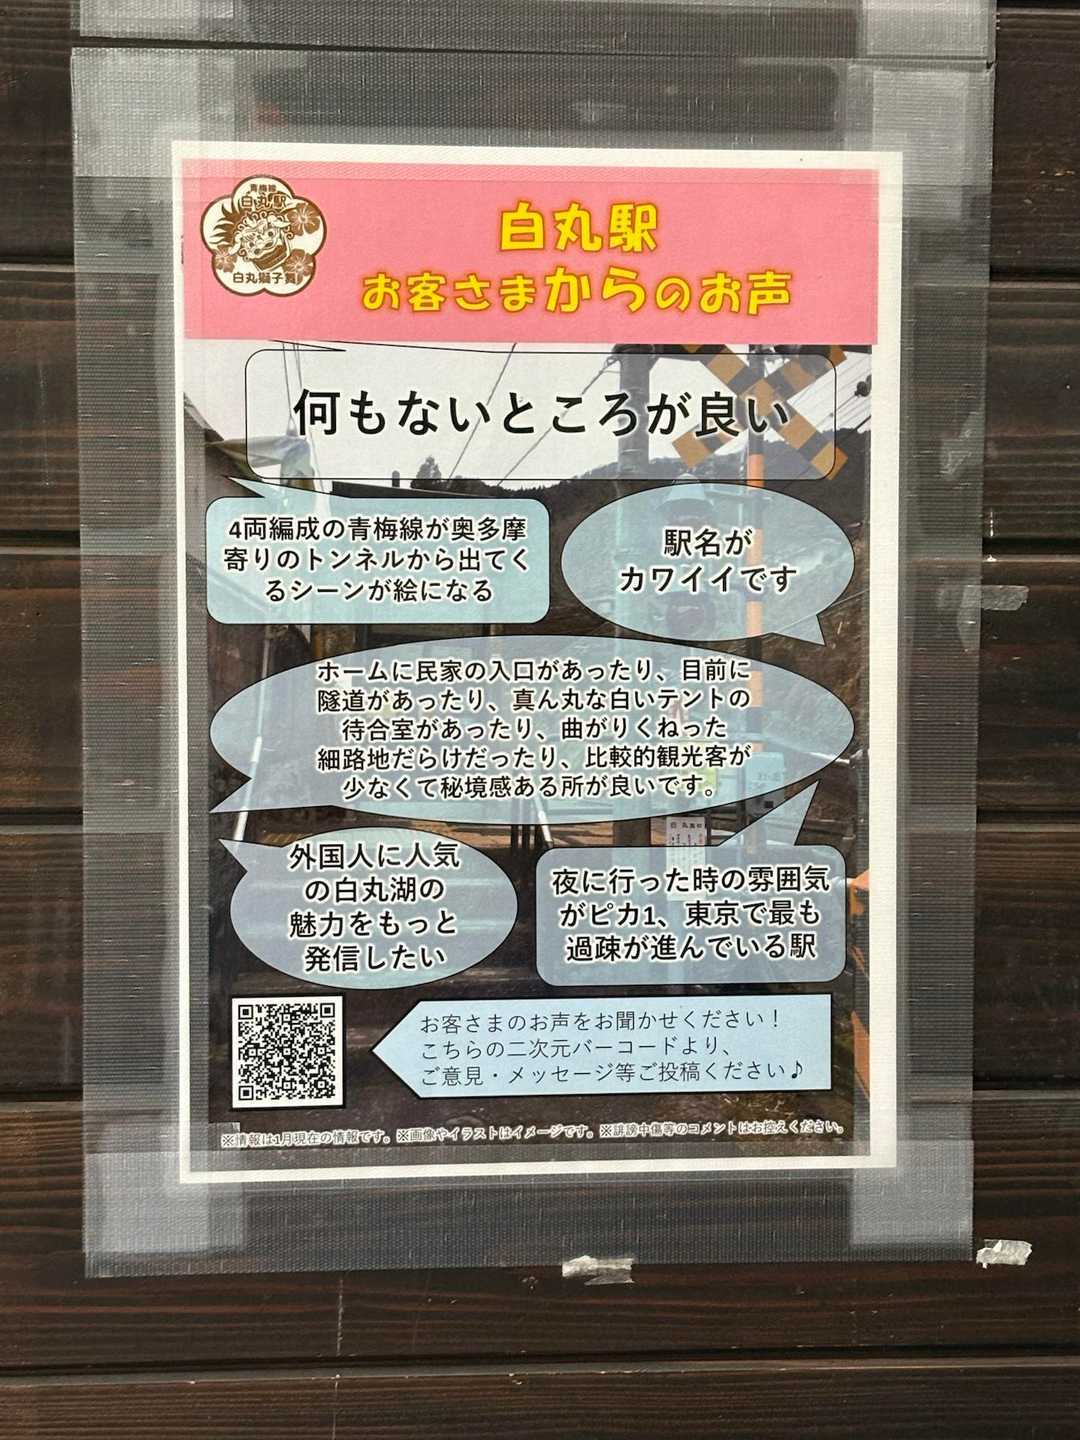 青梅線
白丸駅
白丸獅子舞
白丸駅
お客さまからのお声
何もないところが良い
4両編成の青梅線が奥多摩
寄りのトンネルから出てく
るシーンが絵になる
駅名が
カワイイです
ホームに民家の入口があったり、目前に
隧道があったり、真ん丸な白いテントの
待合室があったり、曲がりくねった
細路地だらけだったり、比較的観光客が
少なくて秘境感ある所が良いです。
外国人に人気
の白丸湖の
魅力をもっと
発信したい
夜に行った時の雰囲気
がピカ1、東京で最も
過疎が進んでいる駅
お客さまのお声をお聞かせください！
こちらの二次元バーコードより、
ご意見・メッセージ等ご投稿ください♪
※情報は1月現在の情報です。※画像やイラストはイメージです。※誹謗中傷等のコメントはお控えください。